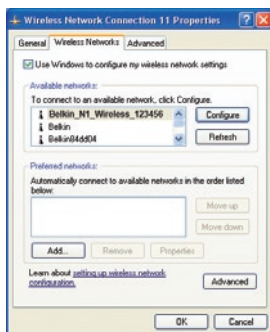 Wireless Network Connection 11 Properties
General Wireless Networks Advanced
Use Windows to configure my wireless network settings
Available networks:
To connect to an available network, click Configure.
Belkin_N1_Wireless_123456
Configure
Belkin
Belkin84dd04
Refresh
Preferred networks:
Automatically connect to available networks in the order listed
below:
Move up
Move down
Add... Remove Properties
Learn about setting up wireless network
configuration.
Advanced
OK Cancel